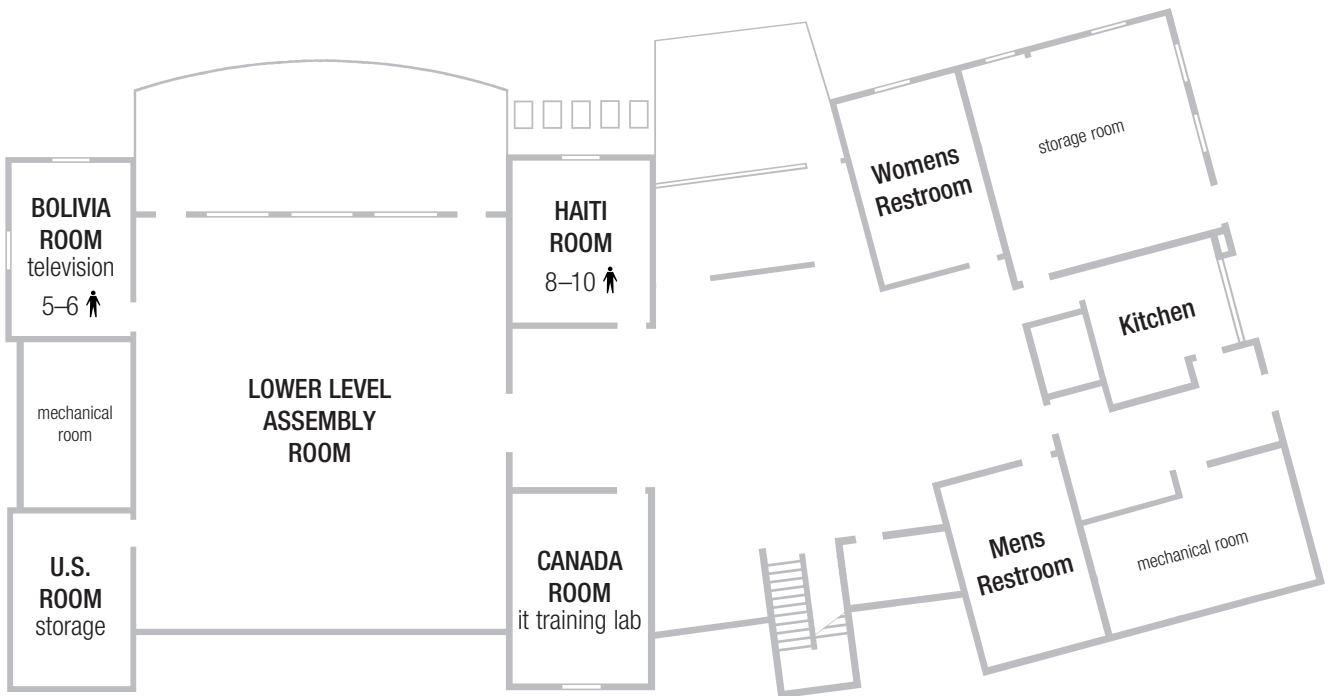 BOLIVIA
ROOM
television
5–6
mechanical
room
U.S.
ROOM
storage
LOWER LEVEL
ASSEMBLY
ROOM
HAITI
ROOM
8–10
CANADA
ROOM
it training lab
Womens
Restroom
storage room
Kitchen
Mens
Restroom
mechanical room